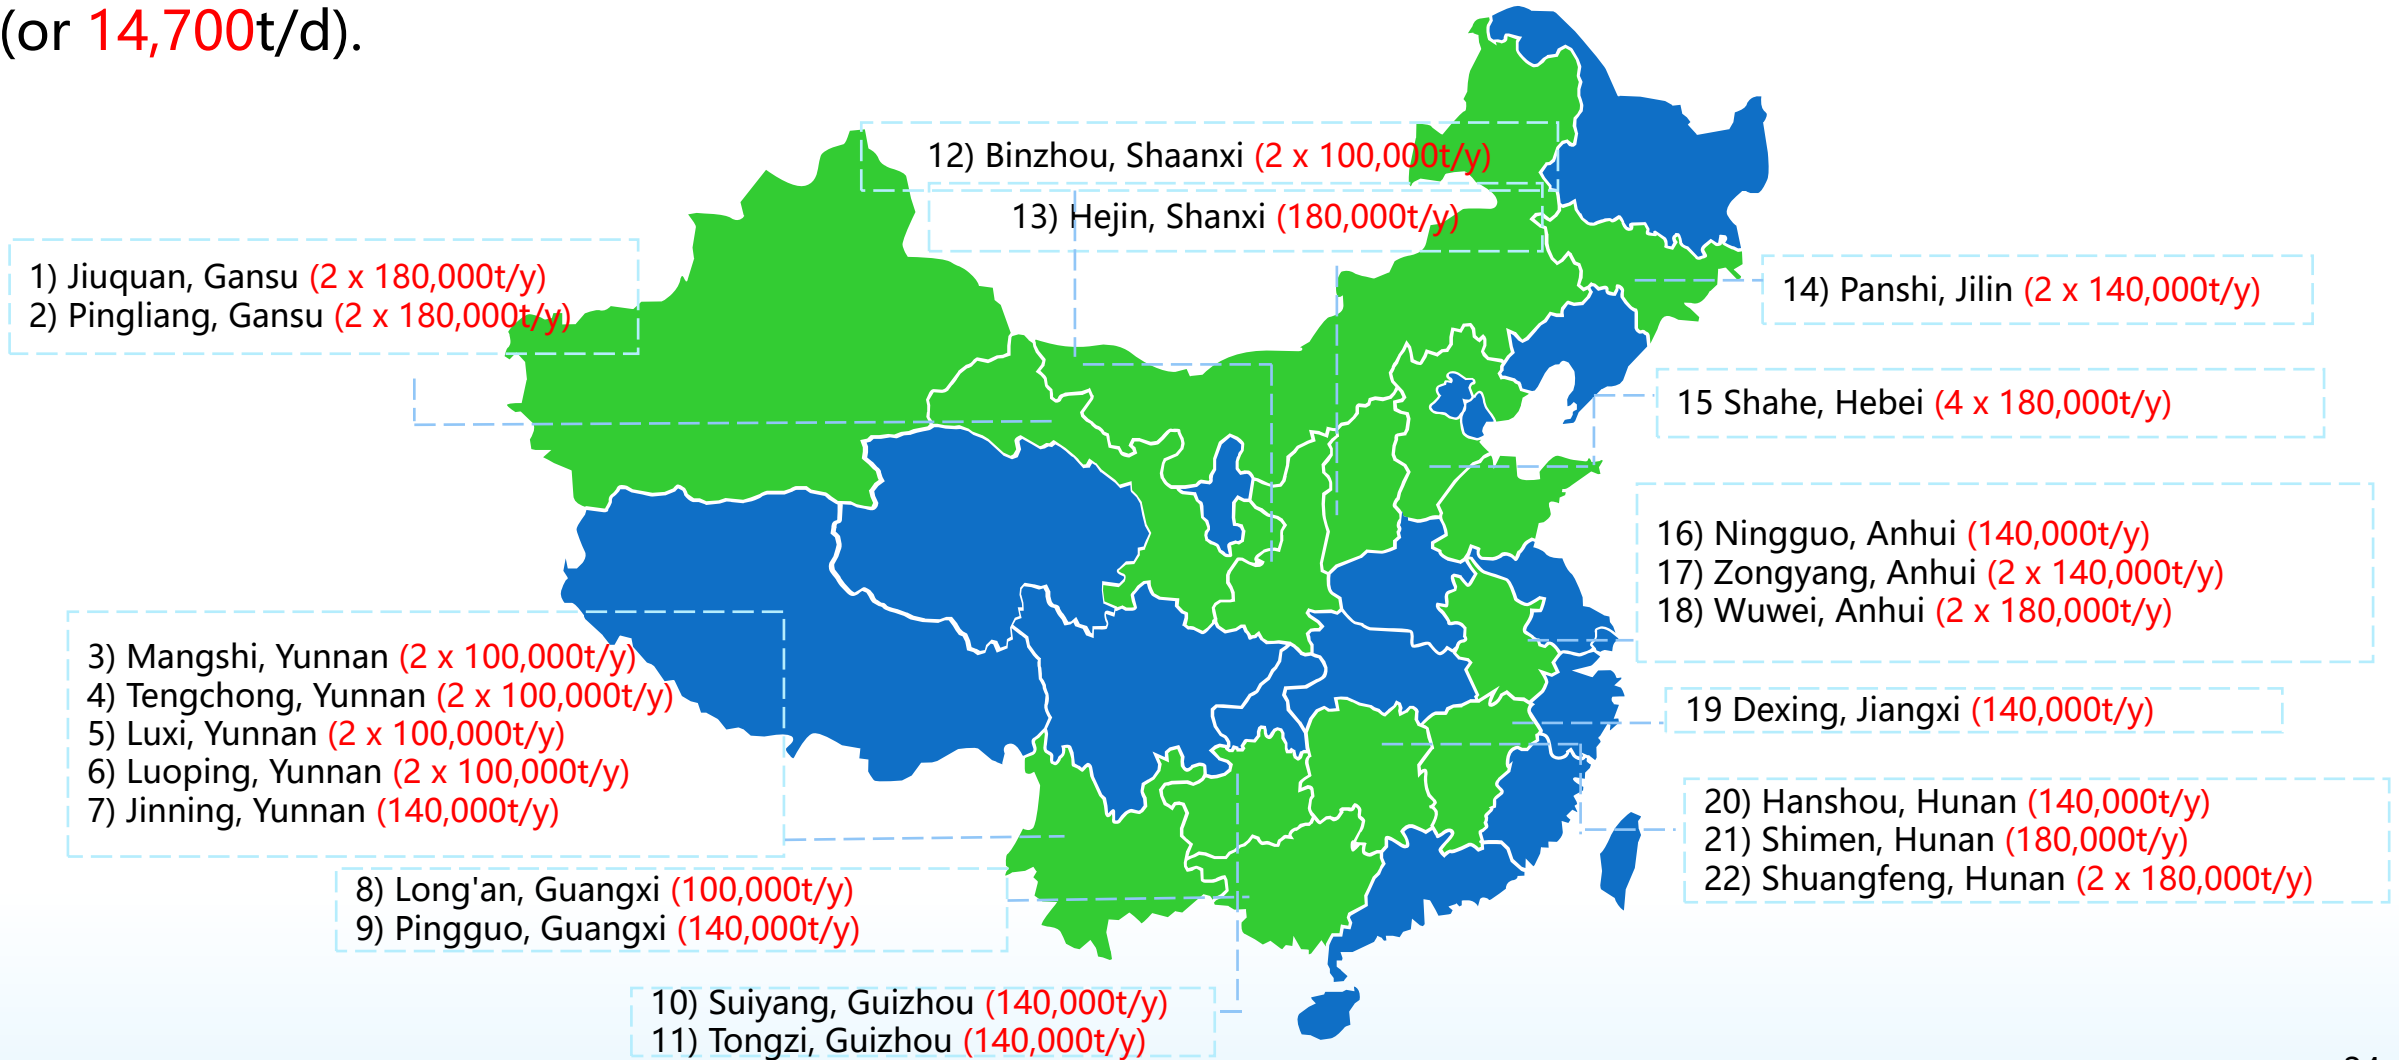 (or 14,700t/d).
12) Binzhou, Shaanxi (2 x 100,000t/y)
13) Hejin, Shanxi (180,000t/y)
1) Jiuquan, Gansu (2 x 180,000t/y)
2) Pingliang, Gansu (2 x 180,000t/y)
14) Panshi, Jilin (2 x 140,000t/y)
15 Shahe, Hebei (4 x 180,000t/y)
16) Ningguo, Anhui (140,000t/y)
17) Zongyang, Anhui (2 x 140,000t/y)
18) Wuwei, Anhui (2 x 180,000t/y)
3) Mangshi, Yunnan (2 x 100,000t/y)
4) Tengchong, Yunnan (2 x 100,000t/y)
5) Luxi, Yunnan (2 x 100,000t/y)
6) Luoping, Yunnan (2 x 100,000t/y)
7) Jinning, Yunnan (140,000t/y)
19 Dexing, Jiangxi (140,000t/y)
20) Hanshou, Hunan (140,000t/y)
21) Shimen, Hunan (180,000t/y)
22) Shuangfeng, Hunan (2 x 180,000t/y)
8) Long'an, Guangxi (100,000t/y)
9) Pingguo, Guangxi (140,000t/y)
10) Suiyang, Guizhou (140,000t/y)
11) Tongzi, Guizhou (140,000t/y)